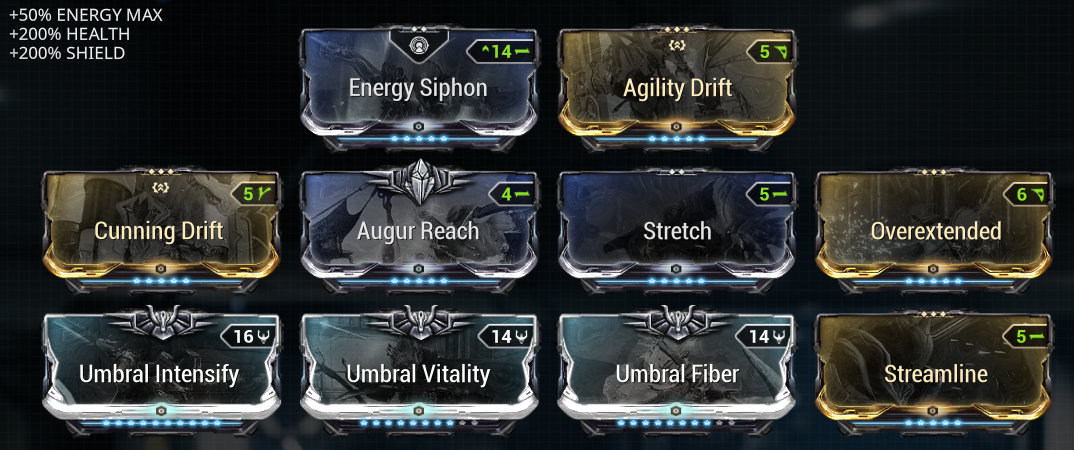 +50% ENERGY MAX
+200% HEALTH
+200% SHIELD
14
Energy Siphon
5
Agility Drift
5
Cunning Drift
4
Augur Reach
5
Stretch
6
Overextended
16
Umbral Intensify
14
Umbral Vitality
14
Umbral Fiber
5
Streamline